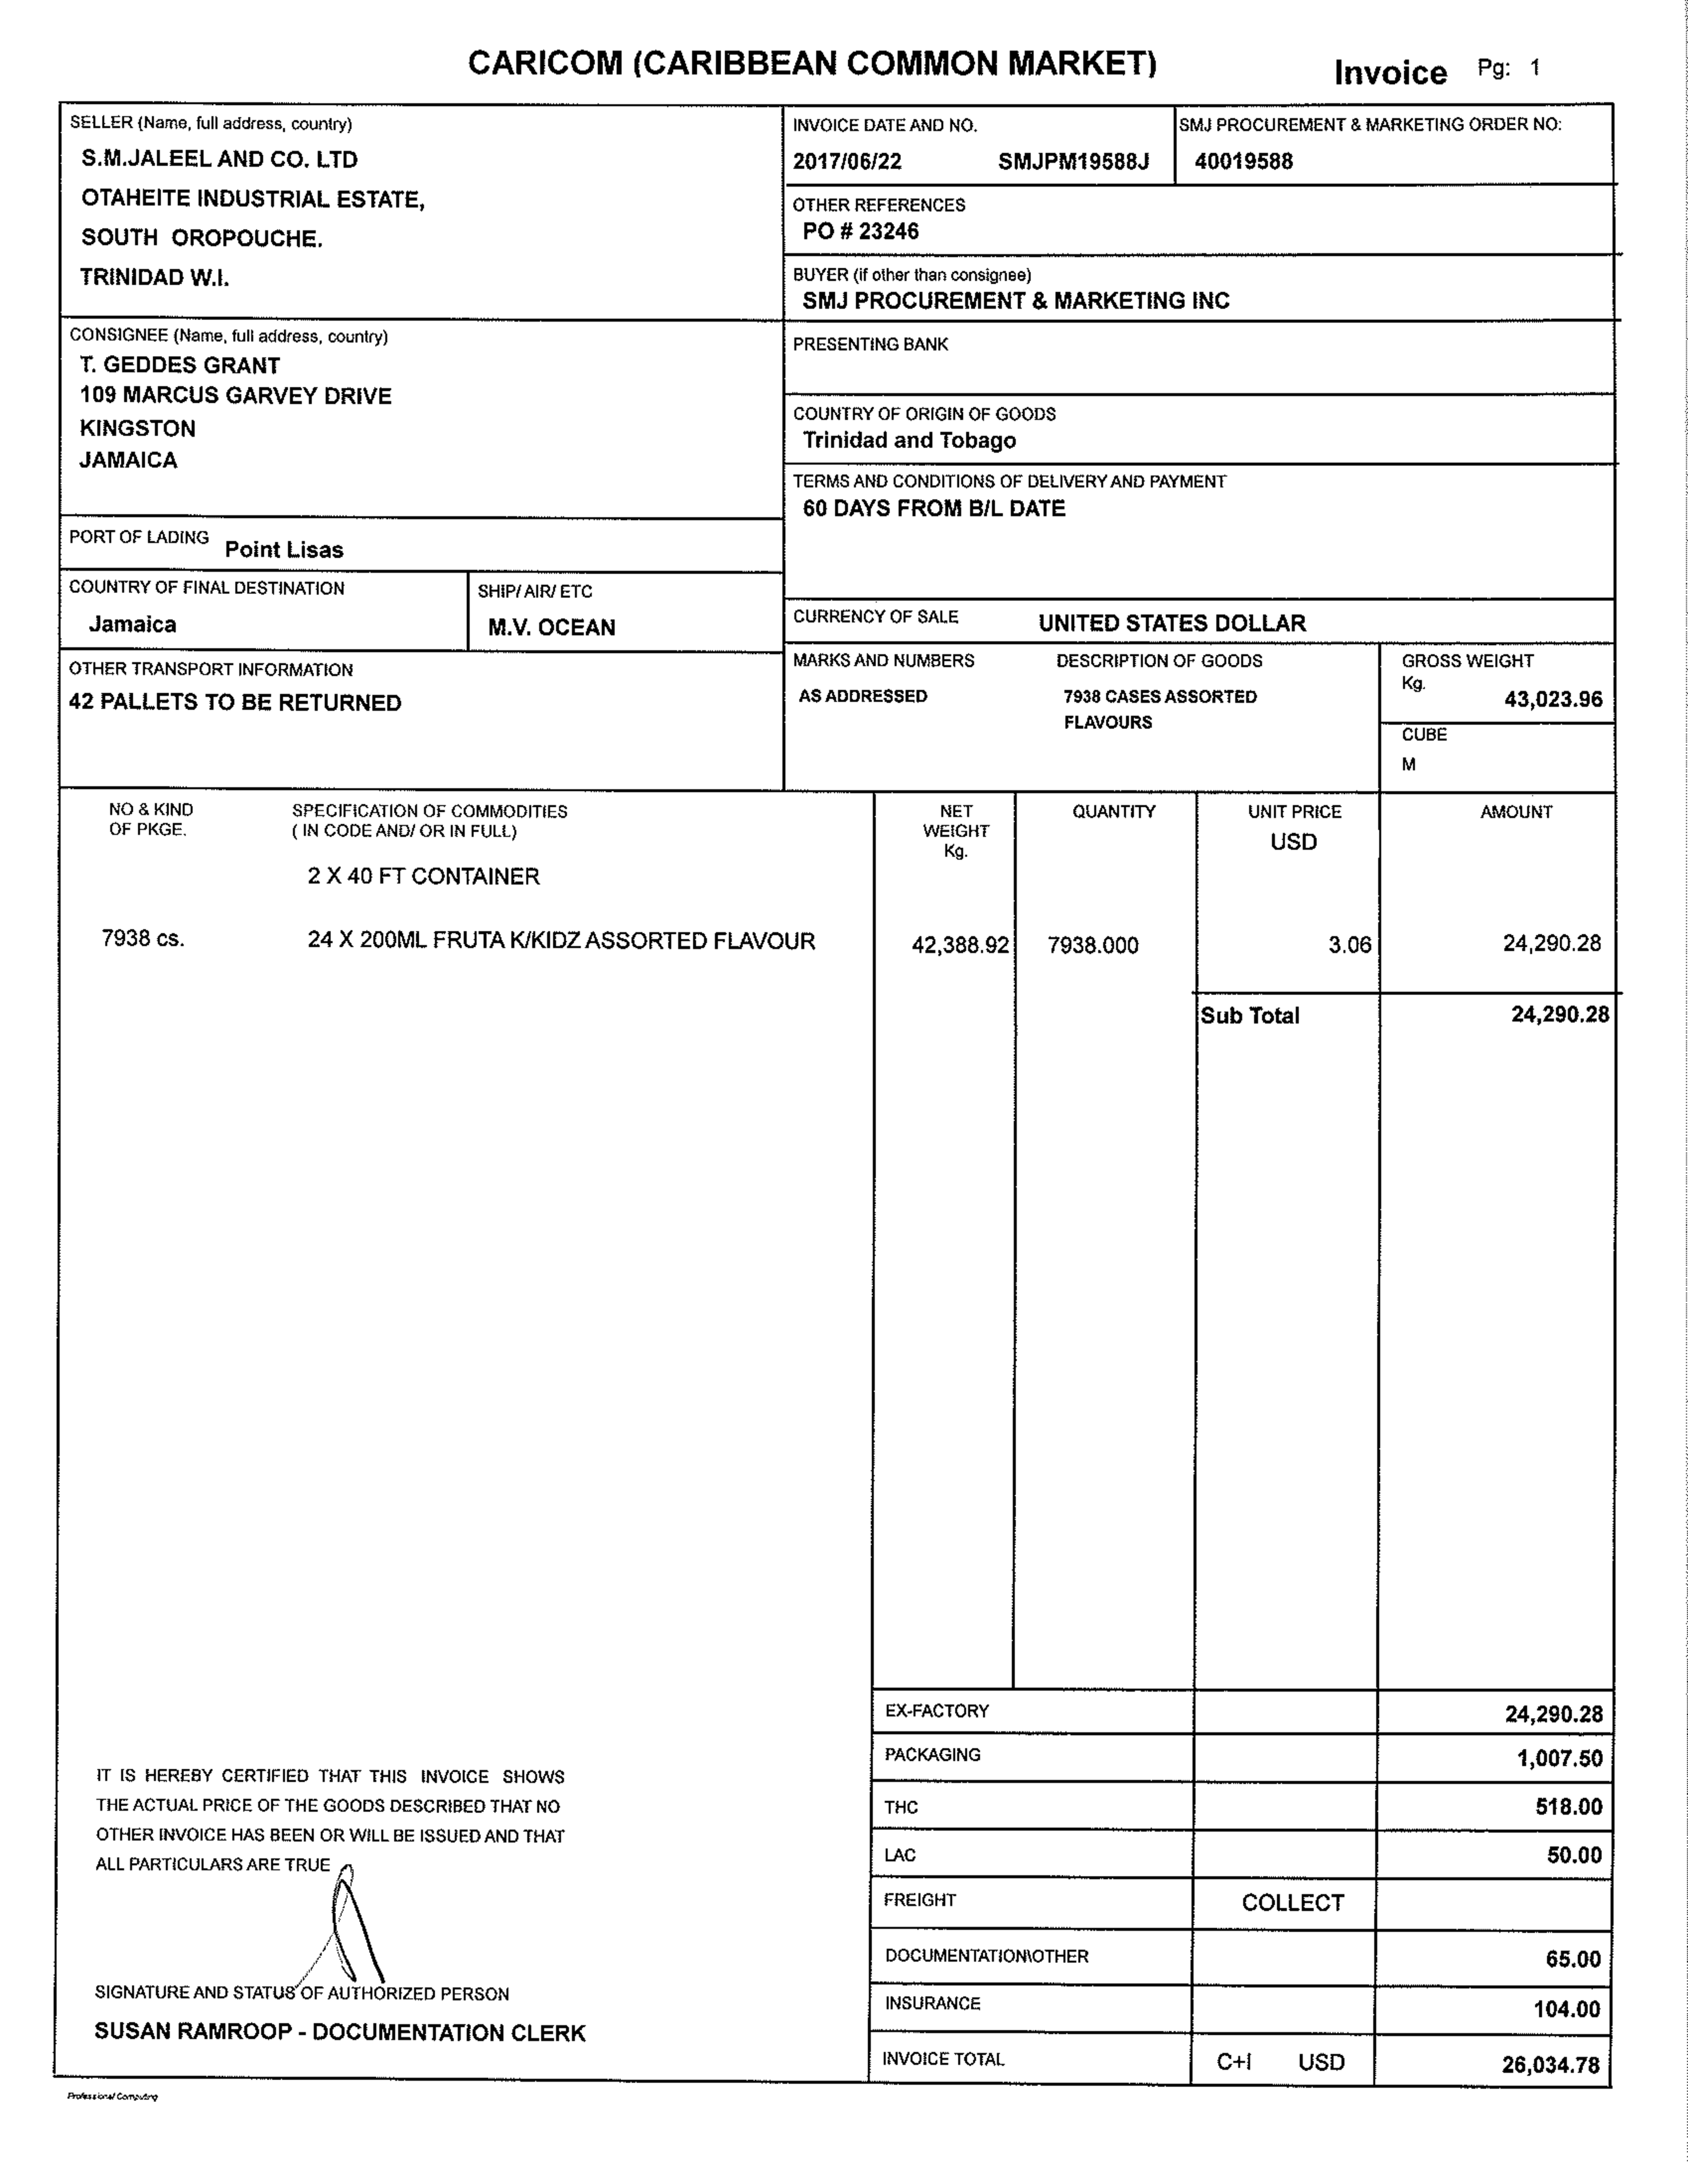 CARICOM (CARIBBEAN COMMON MARKET)
Invoice Pg: 1
SELLER (Name, full address, country)
S.M.JALEEL AND CO. LTD
OTAHEITE INDUSTRIAL ESTATE,
SOUTH OROPOUCHE.
TRINIDAD W.I.
INVOICE DATE AND NO.
2017/06/22 SMJPM19588J
SMJ PROCUREMENT & MARKETING ORDER NO:
40019588
OTHER REFERENCES
PO # 23246
BUYER (if other than consignee)
SMJ PROCUREMENT & MARKETING INC
CONSIGNEE (Name, full address, country)
T. GEDDES GRANT
109 MARCUS GARVEY DRIVE
KINGSTON
JAMAICA
PRESENTING BANK
COUNTRY OF ORIGIN OF GOODS
Trinidad and Tobago
TERMS AND CONDITIONS OF DELIVERY AND PAYMENT
60 DAYS FROM B/L DATE
PORT OF LADING Point Lisas
COUNTRY OF FINAL DESTINATION
Jamaica
SHIP/ AIR/ ETC
M.V. OCEAN
CURRENCY OF SALE UNITED STATES DOLLAR
OTHER TRANSPORT INFORMATION
42 PALLETS TO BE RETURNED
MARKS AND NUMBERS
AS ADDRESSED
DESCRIPTION OF GOODS
7938 CASES ASSORTED
FLAVOURS
GROSS WEIGHT
Kg.
43,023.96
CUBE
M
NO & KIND
OF PKGE.
SPECIFICATION OF COMMODITIES
( IN CODE AND/ OR IN FULL)
NET
WEIGHT
Kg.
QUANTITY
UNIT PRICE
USD
AMOUNT
2 X 40 FT CONTAINER
7938 cs. 24 X 200ML FRUTA K/KIDZ ASSORTED FLAVOUR 42,388.92 7938.000 3.06 24,290.28
Sub Total 24,290.28
EX-FACTORY 24,290.28
PACKAGING 1,007.50
THC 518.00
LAC 50.00
FREIGHT COLLECT
DOCUMENTATION\OTHER 65.00
INSURANCE 104.00
INVOICE TOTAL C+I USD 26,034.78
IT IS HEREBY CERTIFIED THAT THIS INVOICE SHOWS
THE ACTUAL PRICE OF THE GOODS DESCRIBED THAT NO
OTHER INVOICE HAS BEEN OR WILL BE ISSUED AND THAT
ALL PARTICULARS ARE TRUE
SIGNATURE AND STATUS OF AUTHORIZED PERSON
SUSAN RAMROOP - DOCUMENTATION CLERK
Professional Computing